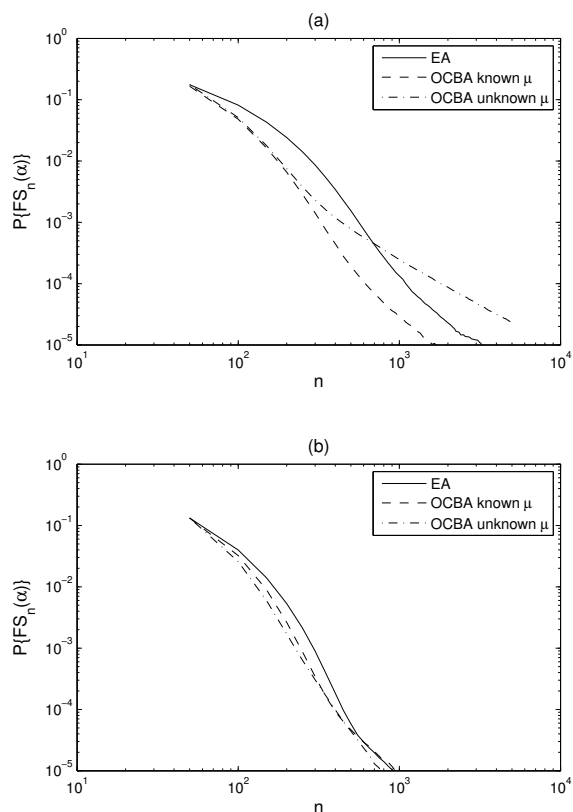 (a)
10^0
10^-1
10^-2
10^-3
10^-4
10^-5
P{FS_n(α)}
EA
OCBA known μ
OCBA unknown μ
10^1
10^2
10^3
10^4
n
(b)
10^0
10^-1
10^-2
10^-3
10^-4
10^-5
P{FS_n(α)}
EA
OCBA known μ
OCBA unknown μ
10^1
10^2
10^3
10^4
n